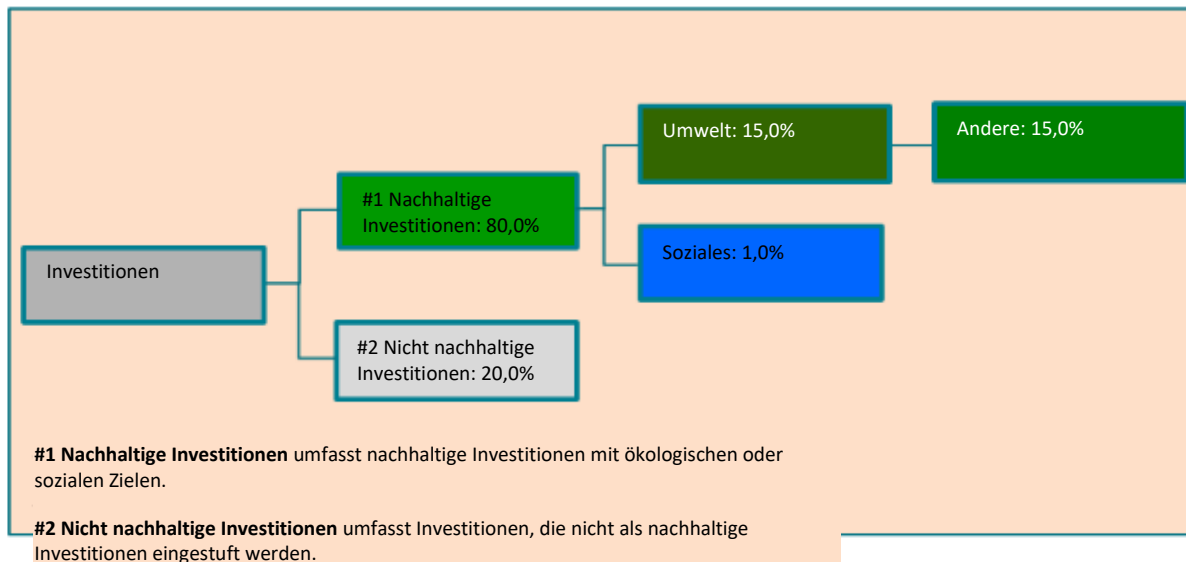 Umwelt: 15,0%
Andere: 15,0%
#1 Nachhaltige
Investitionen: 80,0%
Soziales: 1,0%
Investitionen
#2 Nicht nachhaltige
Investitionen: 20,0%
#1 Nachhaltige Investitionen umfasst nachhaltige Investitionen mit ökologischen oder
sozialen Zielen.
#2 Nicht nachhaltige Investitionen umfasst Investitionen, die nicht als nachhaltige
Investitionen eingestuft werden.